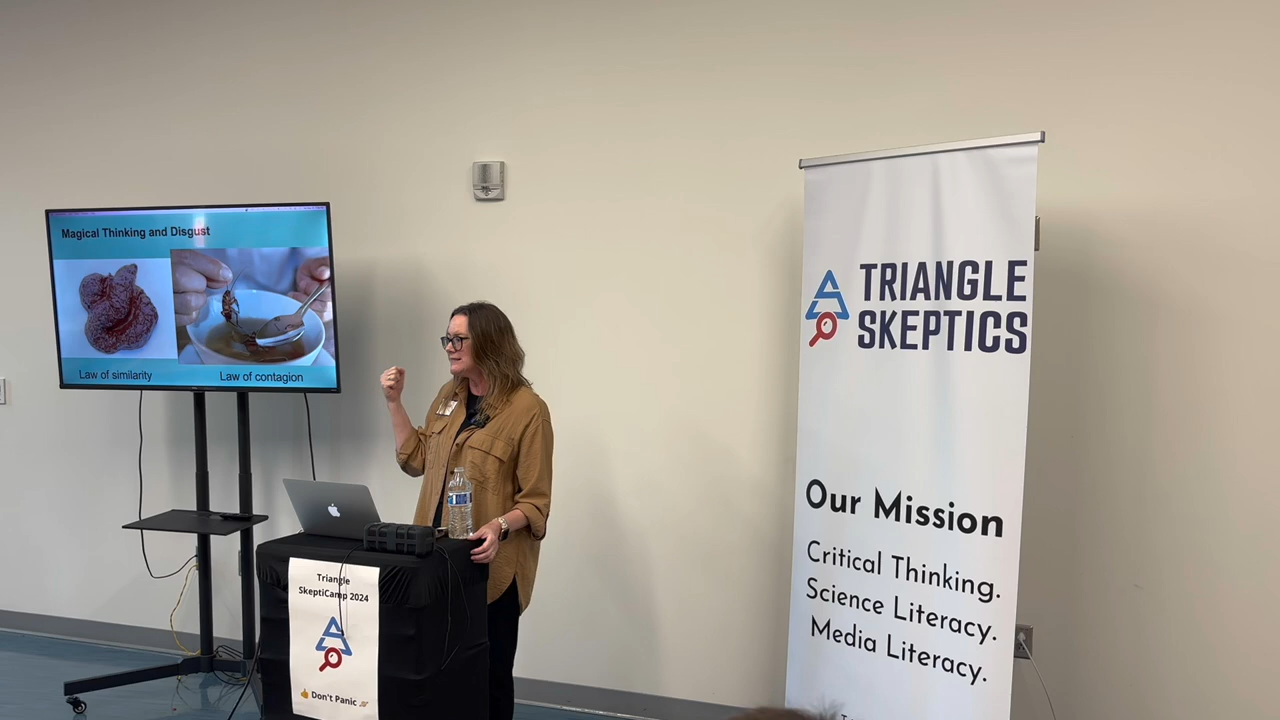 Magical Thinking and Disgust
Law of similarity
Law of contagion
Triangle
SkeptiCamp 2024
👍 Don't Panic 🪐
TRIANGLE
SKEPTICS
Our Mission
Critical Thinking.
Science Literacy.
Media Literacy.